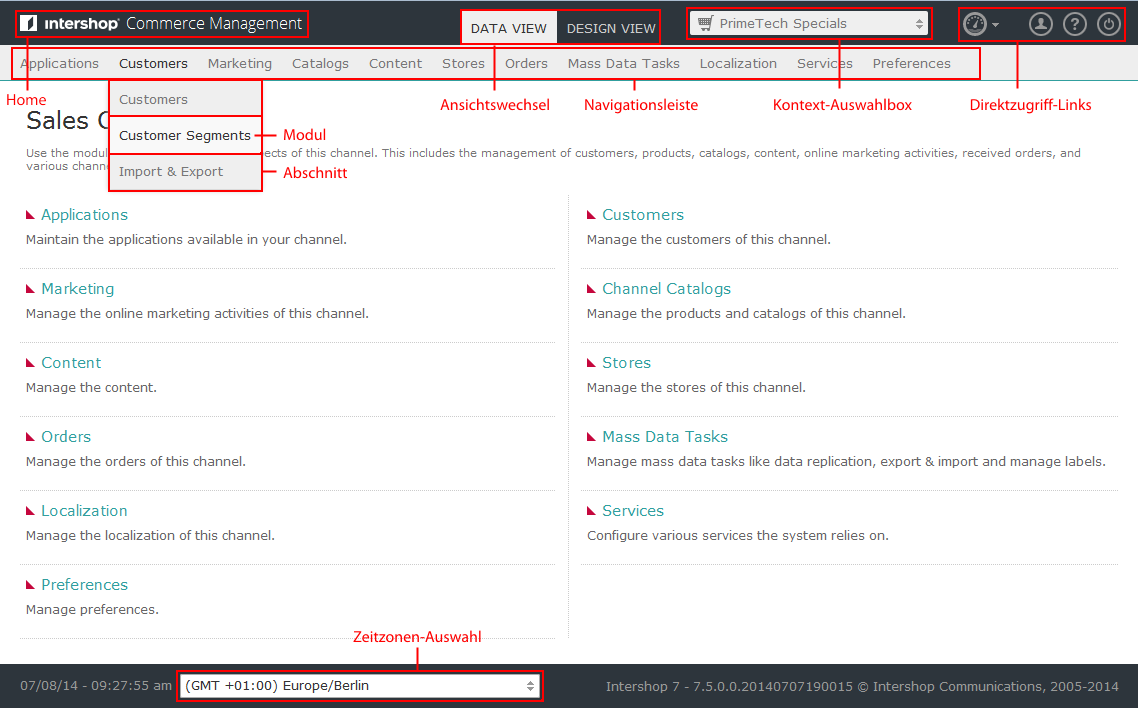 intershop® Commerce Management
DATA VIEW DESIGN VIEW
PrimeTech Specials
Applications Customers Marketing Catalogs Content Stores Orders Mass Data Tasks Localization Services Preferences
Home
Ansichtswechsel
Navigationsleiste
Kontext-Auswahlbox
Direktzugriff-Links
Customers
Customer Segments
Import & Export
Modul
Abschnitt
Sales
Use the modul ects of this channel. This includes the management of customers, products, catalogs, content, online marketing activities, received orders, and
various chann
Applications
Maintain the applications available in your channel.
Customers
Manage the customers of this channel.
Marketing
Manage the online marketing activities of this channel.
Channel Catalogs
Manage the products and catalogs of this channel.
Content
Manage the content.
Stores
Manage the stores of this channel.
Orders
Manage the orders of this channel.
Mass Data Tasks
Manage mass data tasks like data replication, export & import and manage labels.
Localization
Manage the localization of this channel.
Services
Configure various services the system relies on.
Preferences
Manage preferences.
Zeitzonen-Auswahl
07/08/14 - 09:27:55 am (GMT +01:00) Europe/Berlin
Intershop 7 - 7.5.0.0.20140707190015 © Intershop Communications, 2005-2014